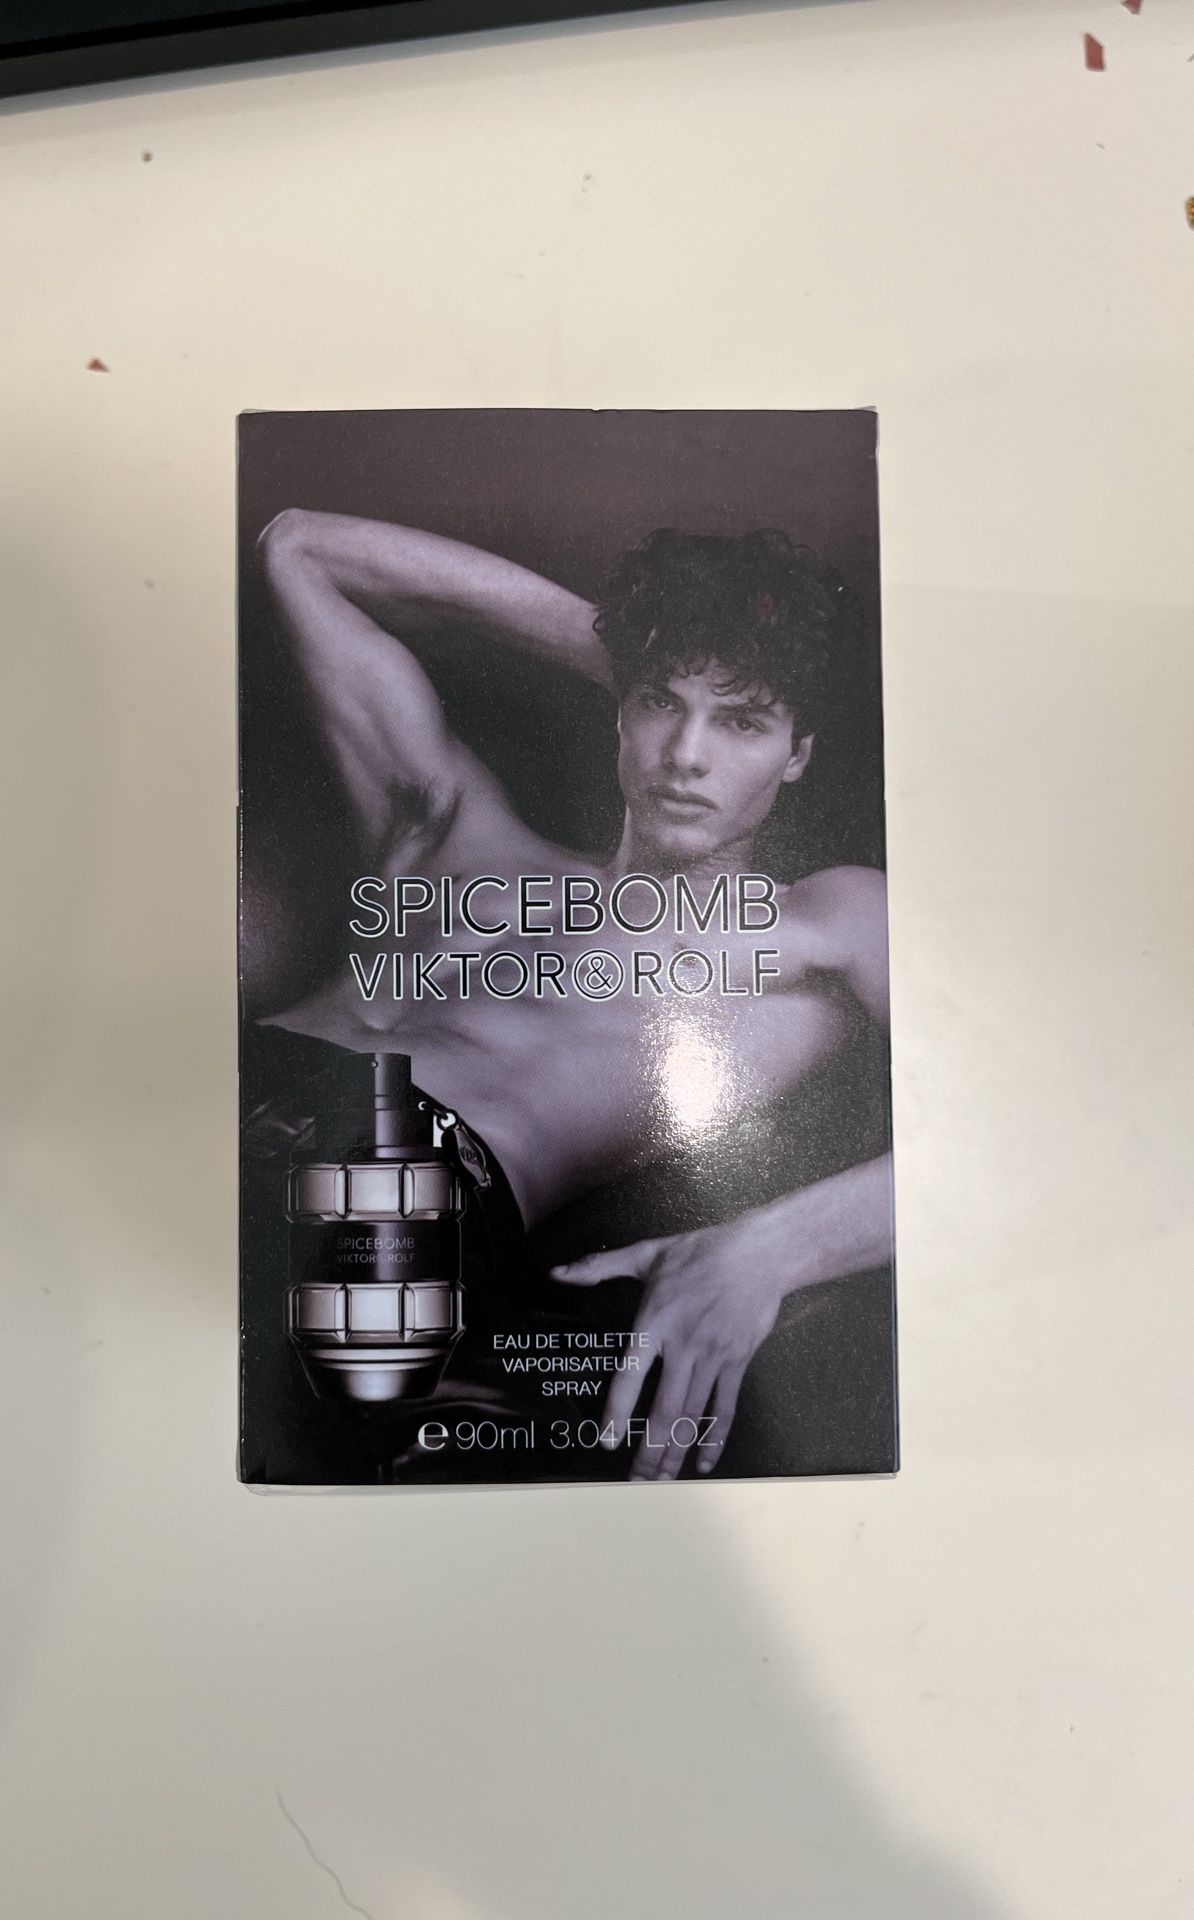 SPICEBOMB
VIKTOR&ROLF
SPICEBOMB
VIKTOR&ROLF
EAU DE TOILETTE
VAPORISATEUR
SPRAY
℮ 90ml 3.04 FL.OZ.